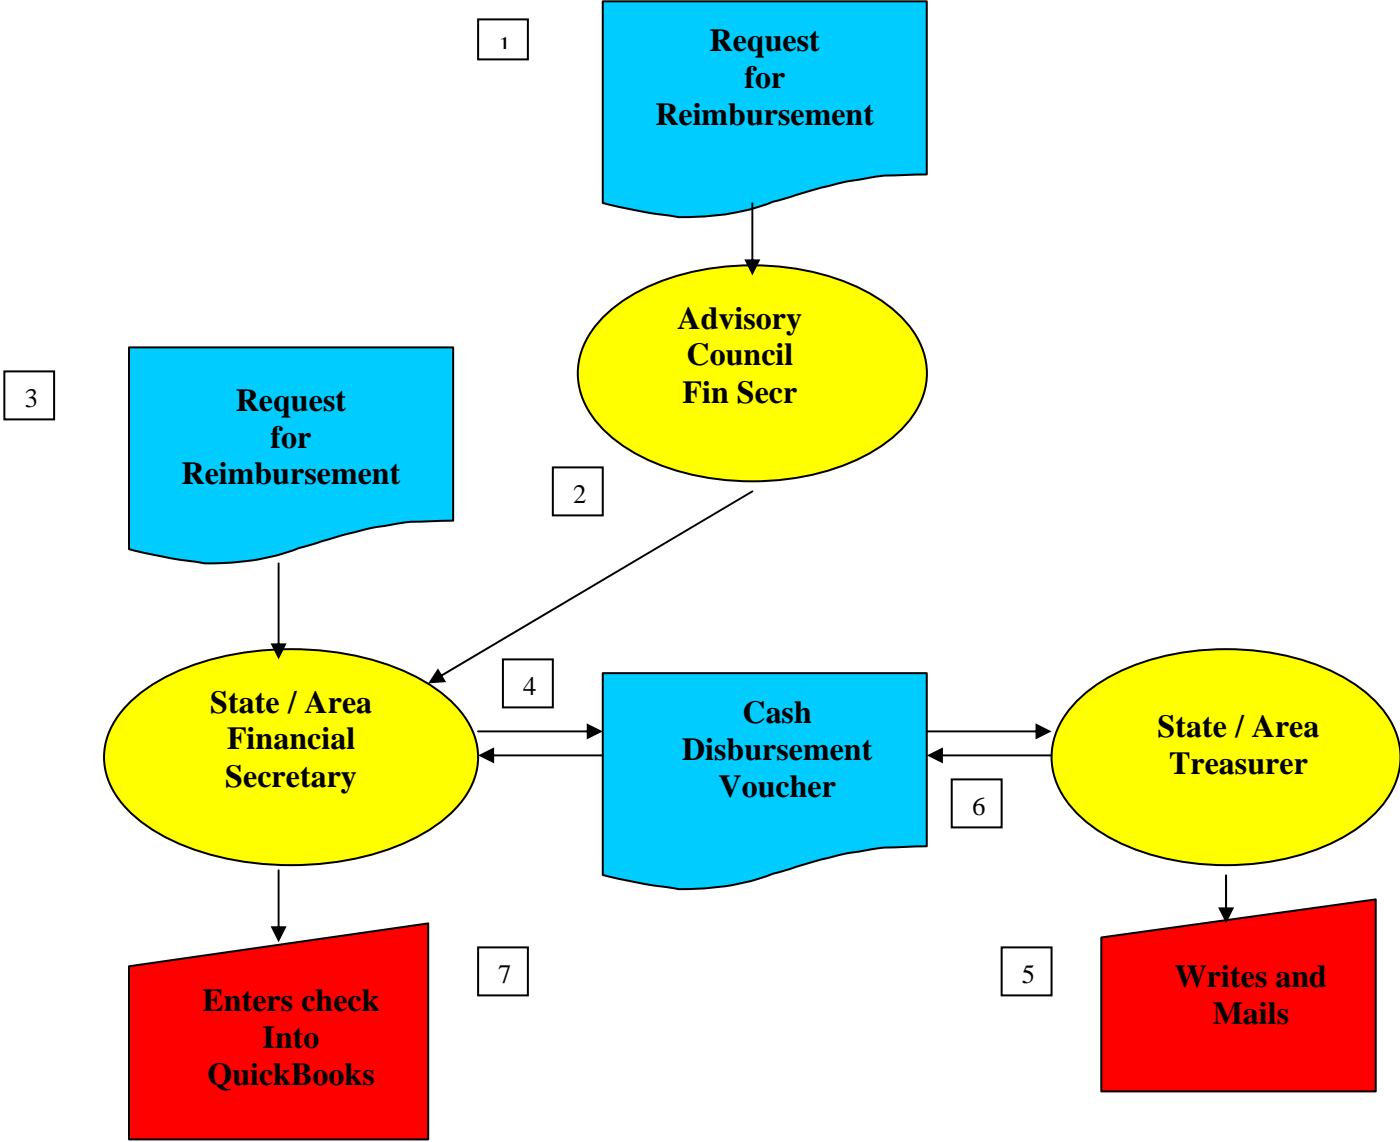 1
Request
for
Reimbursement
Advisory
Council
Fin Secr
3
Request
for
Reimbursement
2
State / Area
Financial
Secretary
4
Cash
Disbursement
Voucher
State / Area
Treasurer
6
Enters check
Into
QuickBooks
7
5
Writes and
Mails